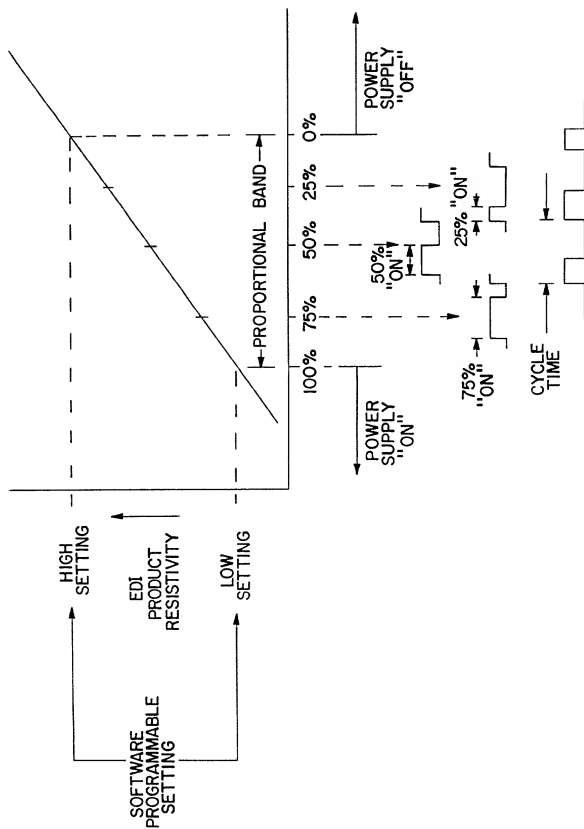 SOFTWARE
PROGRAMMABLE
SETTING
HIGH
SETTING
EDI
PRODUCT
RESISTIVITY
LOW
SETTING
PROPORTIONAL BAND
100%
75%
50%
25%
0%
POWER
SUPPLY
"ON"
POWER
SUPPLY
"OFF"
50%
"ON"
75%
"ON"
25% "ON"
CYCLE
TIME